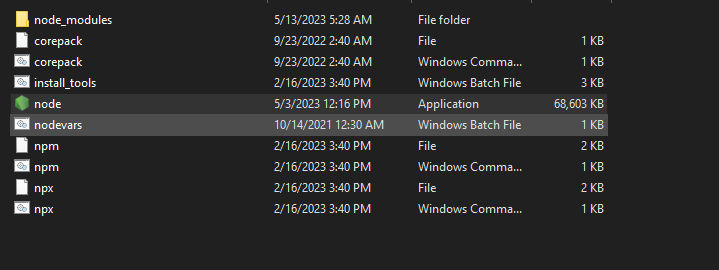 node_modules 5/13/2023 5:28 AM File folder
corepack 9/23/2022 2:40 AM File 1 KB
corepack 9/23/2022 2:40 AM Windows Comma... 1 KB
install_tools 2/16/2023 3:40 PM Windows Batch File 3 KB
node 5/3/2023 12:16 PM Application 68,603 KB
nodevars 10/14/2021 12:30 AM Windows Batch File 1 KB
npm 2/16/2023 3:40 PM File 2 KB
npm 2/16/2023 3:40 PM Windows Comma... 1 KB
npx 2/16/2023 3:40 PM File 2 KB
npx 2/16/2023 3:40 PM Windows Comma... 1 KB